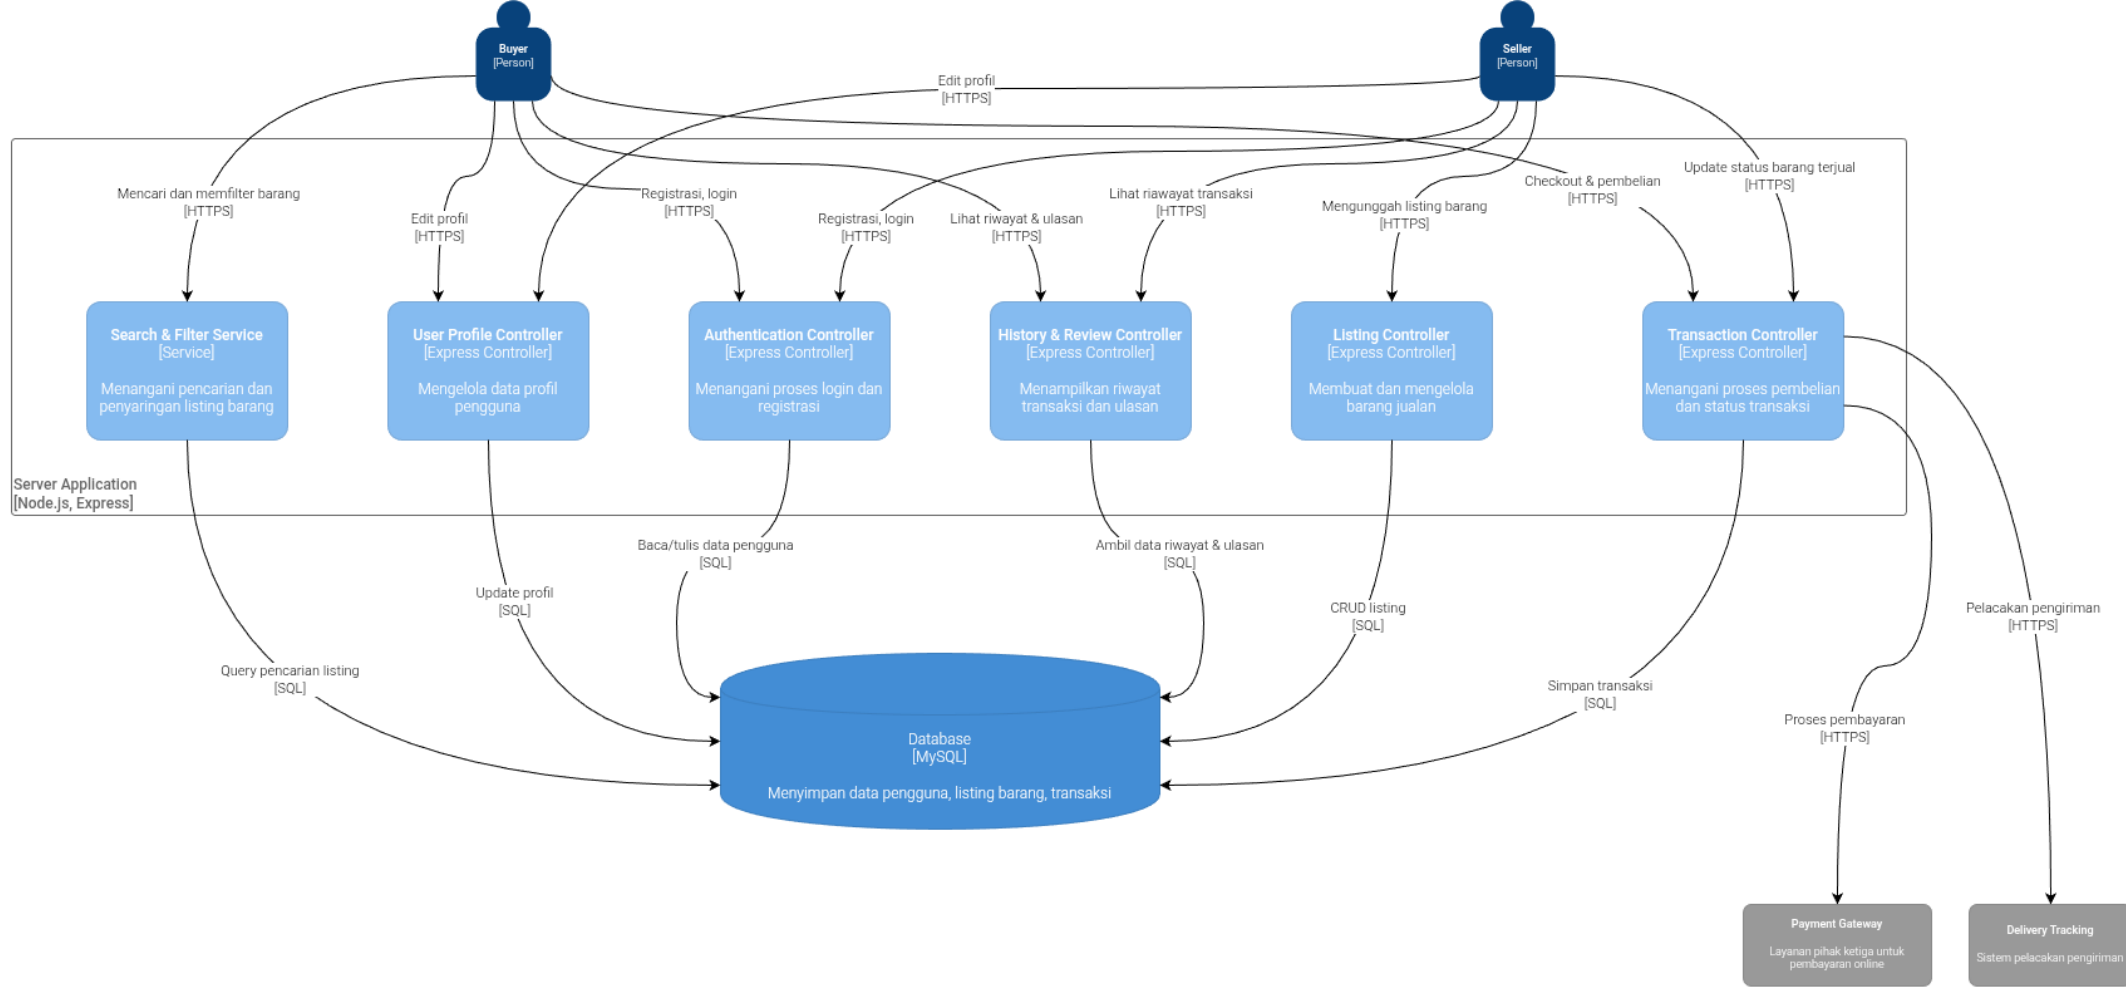 Buyer
[Person]
Seller
[Person]
Edit profil
[HTTPS]
Mencari dan memfilter barang
[HTTPS]
Edit profil
[HTTPS]
Registrasi, login
[HTTPS]
Registrasi, login
[HTTPS]
Lihat riwayat & ulasan
[HTTPS]
Lihat riawayat transaksi
[HTTPS]
Mengunggah listing barang
[HTTPS]
Checkout & pembelian
[HTTPS]
Update status barang terjual
[HTTPS]
Search & Filter Service
[Service]
Menangani pencarian dan
penyaringan listing barang
User Profile Controller
[Express Controller]
Mengelola data profil
pengguna
Authentication Controller
[Express Controller]
Menangani proses login dan
registrasi
History & Review Controller
[Express Controller]
Menampilkan riwayat
transaksi dan ulasan
Listing Controller
[Express Controller]
Membuat dan mengelola
barang jualan
Transaction Controller
[Express Controller]
Menangani proses pembelian
dan status transaksi
Server Application
[Node.js, Express]
Query pencarian listing
[SQL]
Update profil
[SQL]
Baca/tulis data pengguna
[SQL]
Ambil data riwayat & ulasan
[SQL]
CRUD listing
[SQL]
Simpan transaksi
[SQL]
Proses pembayaran
[HTTPS]
Pelacakan pengiriman
[HTTPS]
Database
[MySQL]
Menyimpan data pengguna, listing barang, transaksi
Payment Gateway
Layanan pihak ketiga untuk
pembayaran online
Delivery Tracking
Sistem pelacakan pengiriman